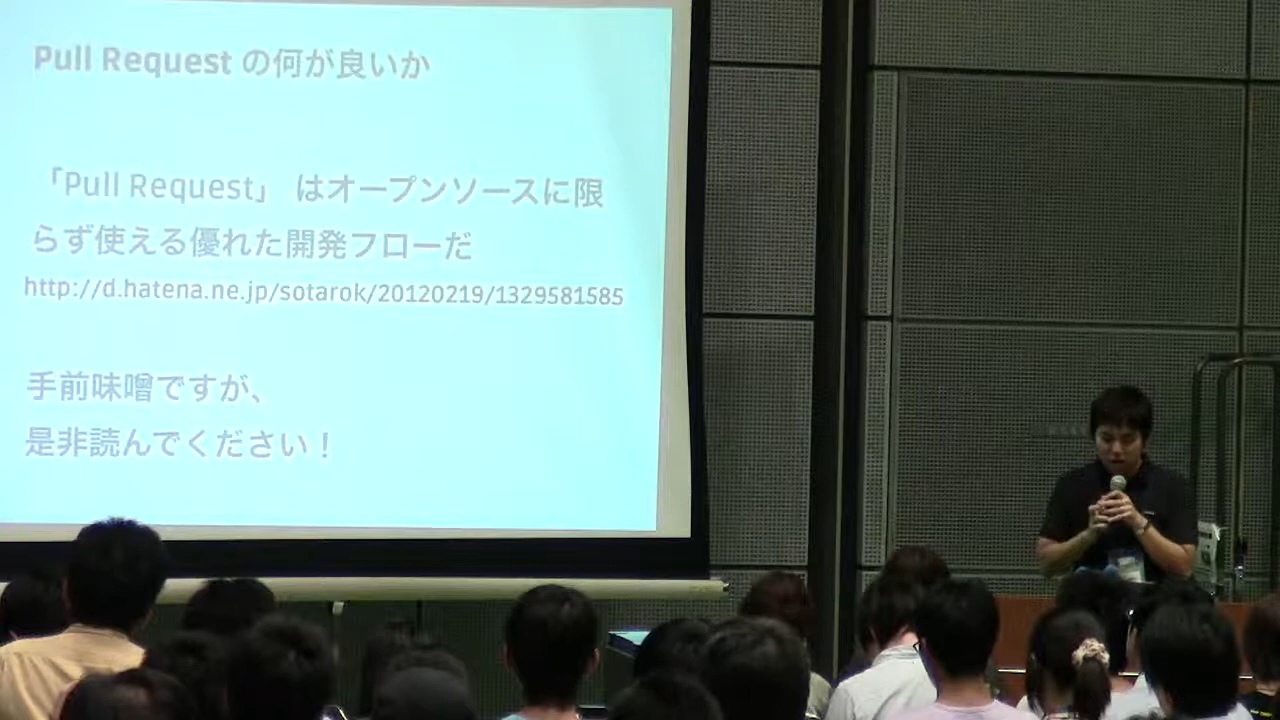 Pull Request の何が良いか
「Pull Request」 はオープンソースに限
らず使える優れた開発フローだ
http://d.hatena.ne.jp/sotarok/20120219/1329581585
手前味噌ですが、
是非読んでください！